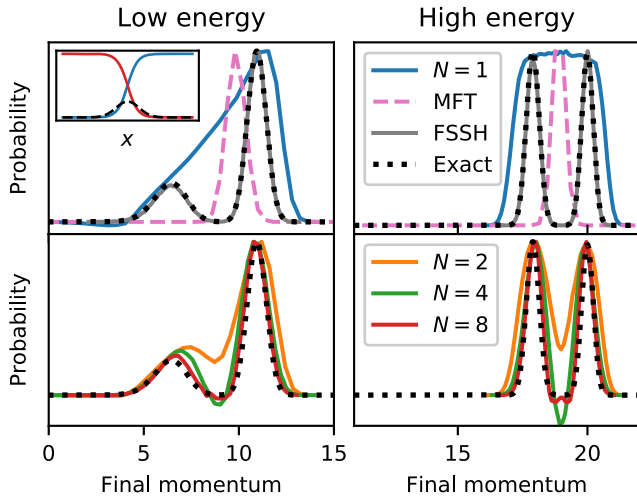 Low energy
High energy
Probability
x
N = 1
MFT
FSSH
Exact
Probability
N = 2
N = 4
N = 8
0 5 10 15
15 20
Final momentum
Final momentum